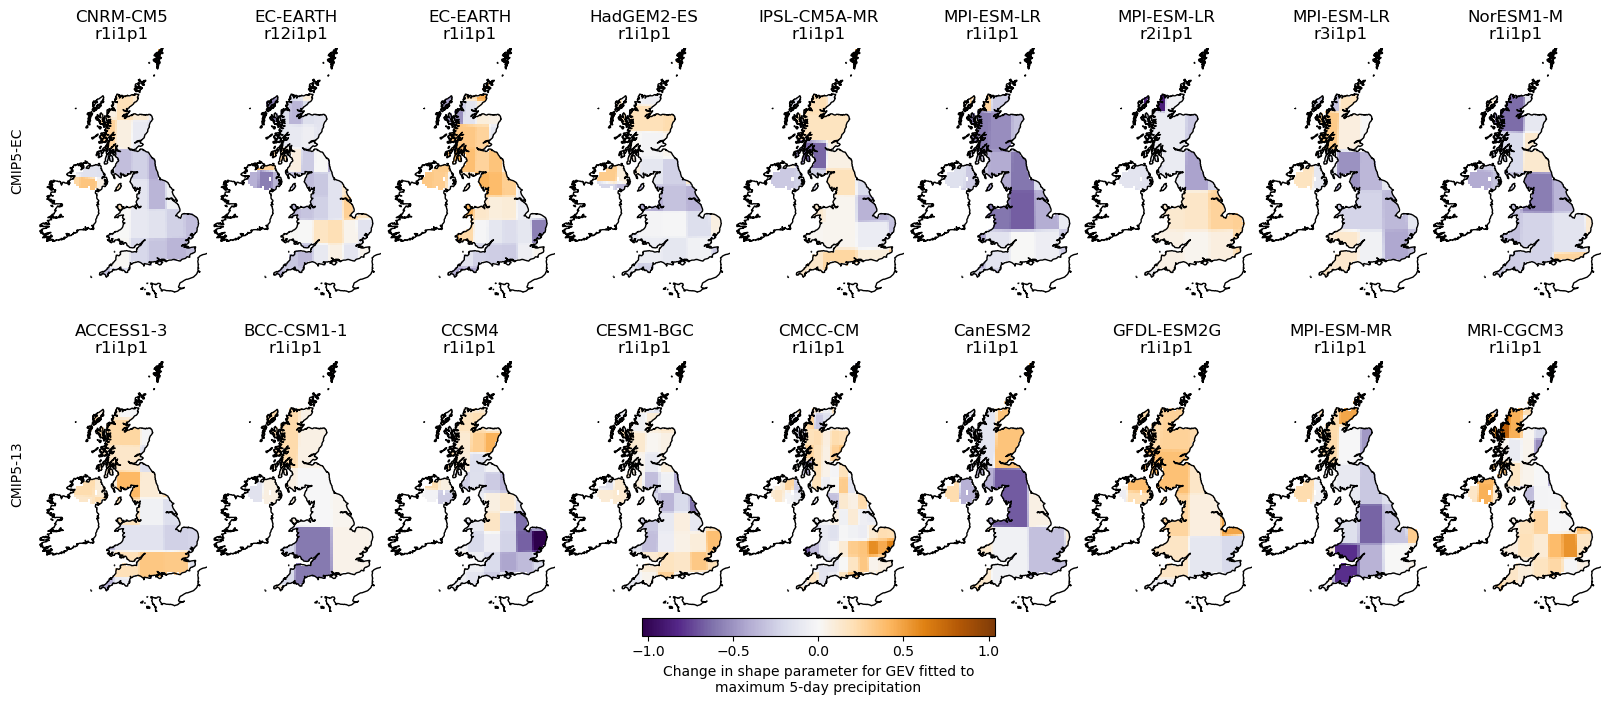 CNRM-CM5 EC-EARTH EC-EARTH HadGEM2-ES IPSL-CM5A-MR MPI-ESM-LR MPI-ESM-LR MPI-ESM-LR NorESM1-M
r1i1p1 r12i1p1 r1i1p1 r1i1p1 r1i1p1 r1i1p1 r2i1p1 r3i1p1 r1i1p1
CMIP5-EC
ACCESS1-3 BCC-CSM1-1 CCSM4 CESM1-BGC CMCC-CM CanESM2 GFDL-ESM2G MPI-ESM-MR MRI-CGCM3
r1i1p1 r1i1p1 r1i1p1 r1i1p1 r1i1p1 r1i1p1 r1i1p1 r1i1p1 r1i1p1
CMIP5-13
−1.0 −0.5 0.0 0.5 1.0
Change in shape parameter for GEV fitted to
maximum 5-day precipitation